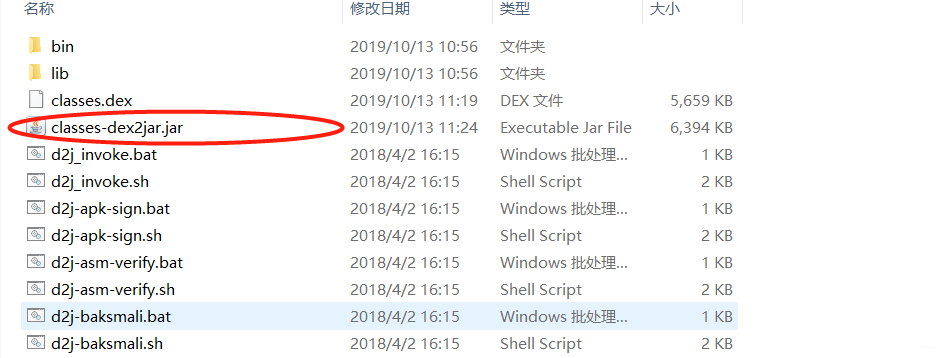 名称 修改日期 类型 大小
bin 2019/10/13 10:56 文件夹
lib 2019/10/13 10:56 文件夹
classes.dex 2019/10/13 11:19 DEX 文件 5,659 KB
classes-dex2jar.jar 2019/10/13 11:24 Executable Jar File 6,394 KB
d2j_invoke.bat 2018/4/2 16:15 Windows 批处理... 1 KB
d2j_invoke.sh 2018/4/2 16:15 Shell Script 2 KB
d2j-apk-sign.bat 2018/4/2 16:15 Windows 批处理... 1 KB
d2j-apk-sign.sh 2018/4/2 16:15 Shell Script 2 KB
d2j-asm-verify.bat 2018/4/2 16:15 Windows 批处理... 1 KB
d2j-asm-verify.sh 2018/4/2 16:15 Shell Script 2 KB
d2j-baksmali.bat 2018/4/2 16:15 Windows 批处理... 1 KB
d2j-baksmali.sh 2018/4/2 16:15 Shell Script 2 KB